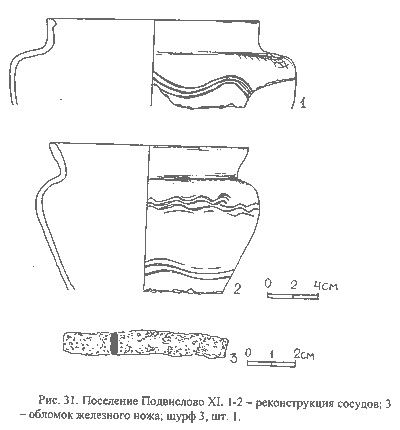 1
2
0 2 4см
3
0 1 2см
Рис. 31. Поселение Подвислово XI. 1-2 – реконструкция сосудов; 3
– обломок железного ножа; шурф 3, шт. 1.